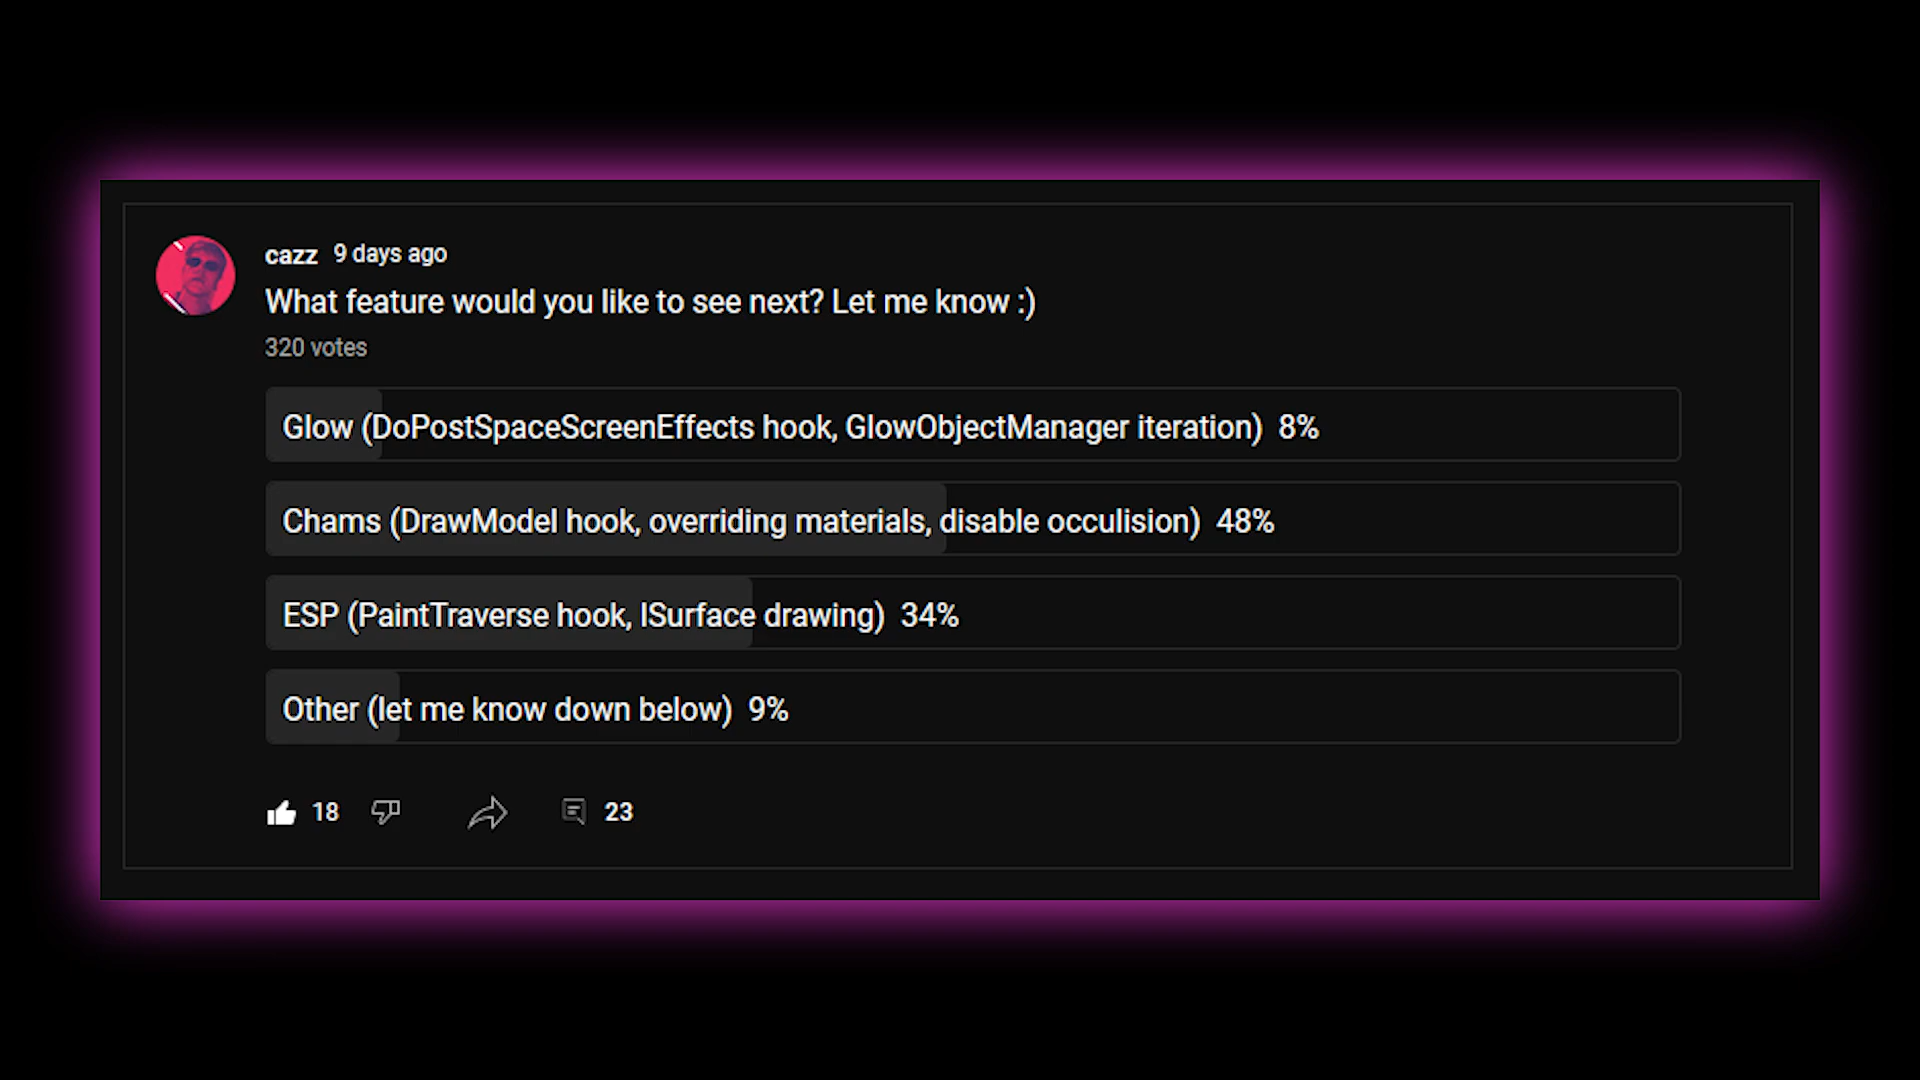 cazz 9 days ago
What feature would you like to see next? Let me know :)
320 votes
Glow (DoPostSpaceScreenEffects hook, GlowObjectManager iteration) 8%
Chams (DrawModel hook, overriding materials, disable occulision) 48%
ESP (PaintTraverse hook, ISurface drawing) 34%
Other (let me know down below) 9%
18 23